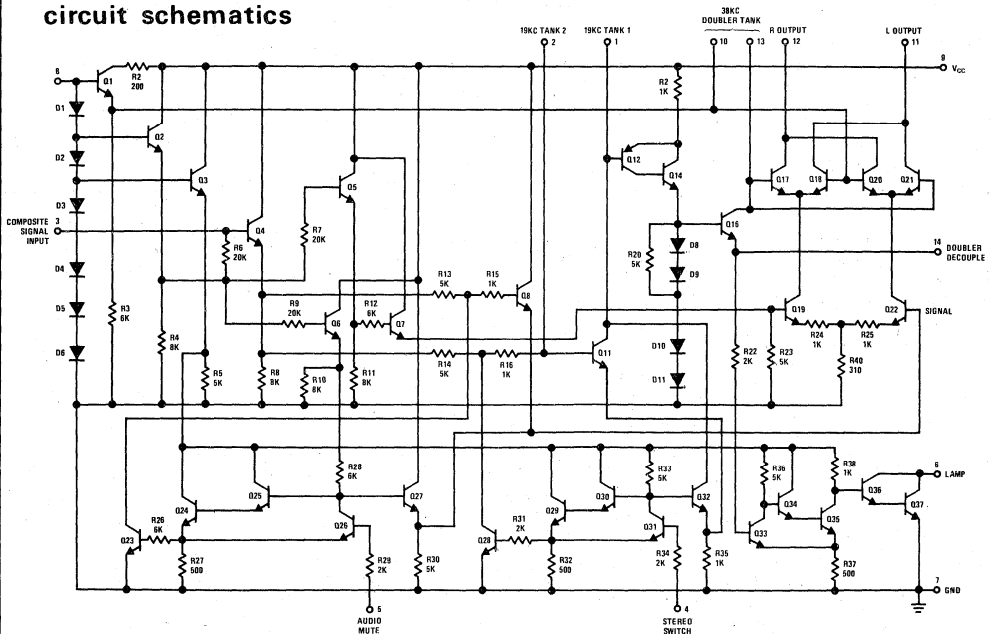 circuit schematics
38KC
DOUBLER TANK
19KC TANK 2
19KC TANK 1
R OUTPUT
L OUTPUT
2
1
10
13
12
11
8
Q1
R2
200
R2
1K
9
VCC
D1
Q2
D2
Q3
D3
Q5
Q12
Q14
Q17
Q18
Q20
Q21
COMPOSITE
SIGNAL
INPUT
3
R6
20K
Q4
R7
20K
Q16
R20
5K
D8
D9
14
DOUBLER
DECOUPLE
D4
D5
D6
R3
6K
R4
8K
R5
5K
R9
20K
Q6
R12
6K
Q7
R13
5K
R15
1K
Q8
Q19
Q22
SIGNAL
R24
1K
R25
1K
R8
8K
R10
8K
R11
8K
R14
5K
R16
1K
Q11
D10
D11
R22
2K
R23
5K
R40
310
Q24
Q25
R28
6K
Q27
Q26
Q29
Q30
R33
5K
Q32
Q31
R36
5K
Q34
R38
1K
Q36
6
LAMP
Q37
Q23
R26
6K
R27
500
R29
2K
R30
5K
Q28
R31
2K
R32
500
R34
2K
R35
1K
Q33
Q35
R37
500
7
GND
5
AUDIO
MUTE
4
STEREO
SWITCH